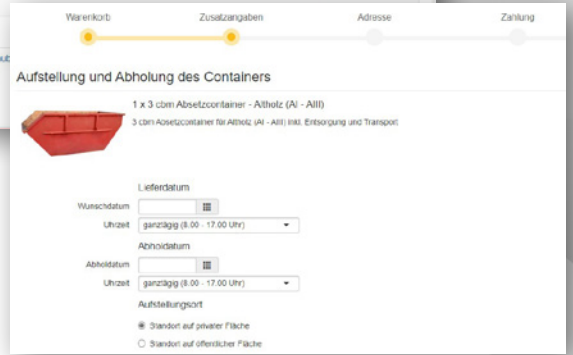 Warenkorb Zusatzangaben Adresse Zahlung
Aufstellung und Abholung des Containers
1 x 3 cbm Absetzcontainer - Altholz (AI - AIII)
3 cbm Absetzcontainer für Altholz (AI - AIII) inkl. Entsorgung und Transport
Lieferdatum
Wunschdatum
Uhrzeit ganztägig (8.00 - 17.00 Uhr)
Abholdatum
Abholdatum
Uhrzeit ganztägig (8.00 - 17.00 Uhr)
Aufstellungsort
Standort auf privater Fläche
Standort auf öffentlicher Fläche